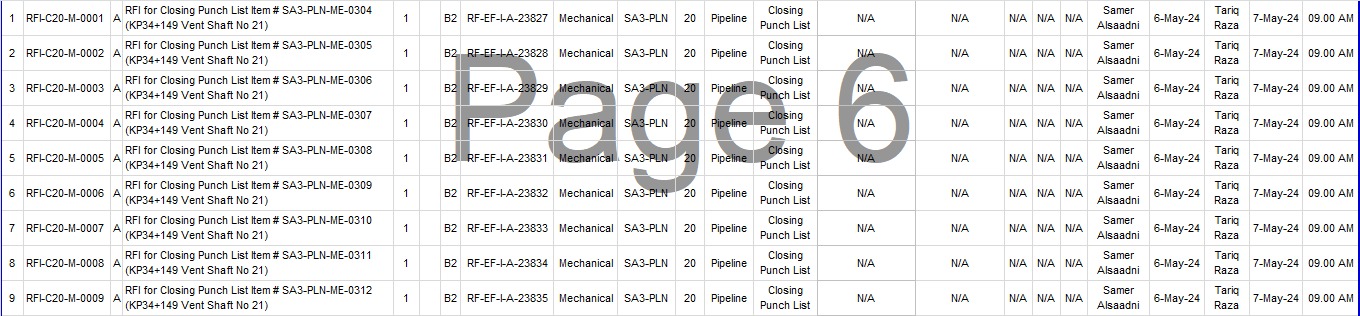 1 RFI-C20-M-0001 A RFI for Closing Punch List Item # SA3-PLN-ME-0304 (KP34+149 Vent Shaft No 21) 1 B2 RF-EF-I-A-23827 Mechanical SA3-PLN 20 Pipeline Closing Punch List N/A N/A N/A N/A N/A Samer Alsaadni 6-May-24 Tariq Raza 7-May-24 09.00 AM
2 RFI-C20-M-0002 A RFI for Closing Punch List Item # SA3-PLN-ME-0305 (KP34+149 Vent Shaft No 21) 1 B2 RF-EF-I-A-23828 Mechanical SA3-PLN 20 Pipeline Closing Punch List N/A N/A N/A N/A N/A Samer Alsaadni 6-May-24 Tariq Raza 7-May-24 09.00 AM
3 RFI-C20-M-0003 A RFI for Closing Punch List Item # SA3-PLN-ME-0306 (KP34+149 Vent Shaft No 21) 1 B2 RF-EF-I-A-23829 Mechanical SA3-PLN 20 Pipeline Closing Punch List N/A N/A N/A N/A N/A Samer Alsaadni 6-May-24 Tariq Raza 7-May-24 09.00 AM
4 RFI-C20-M-0004 A RFI for Closing Punch List Item # SA3-PLN-ME-0307 (KP34+149 Vent Shaft No 21) 1 B2 RF-EF-I-A-23830 Mechanical SA3-PLN 20 Pipeline Closing Punch List N/A N/A N/A N/A N/A Samer Alsaadni 6-May-24 Tariq Raza 7-May-24 09.00 AM
5 RFI-C20-M-0005 A RFI for Closing Punch List Item # SA3-PLN-ME-0308 (KP34+149 Vent Shaft No 21) 1 B2 RF-EF-I-A-23831 Mechanical SA3-PLN 20 Pipeline Closing Punch List N/A N/A N/A N/A N/A Samer Alsaadni 6-May-24 Tariq Raza 7-May-24 09.00 AM
6 RFI-C20-M-0006 A RFI for Closing Punch List Item # SA3-PLN-ME-0309 (KP34+149 Vent Shaft No 21) 1 B2 RF-EF-I-A-23832 Mechanical SA3-PLN 20 Pipeline Closing Punch List N/A N/A N/A N/A N/A Samer Alsaadni 6-May-24 Tariq Raza 7-May-24 09.00 AM
7 RFI-C20-M-0007 A RFI for Closing Punch List Item # SA3-PLN-ME-0310 (KP34+149 Vent Shaft No 21) 1 B2 RF-EF-I-A-23833 Mechanical SA3-PLN 20 Pipeline Closing Punch List N/A N/A N/A N/A N/A Samer Alsaadni 6-May-24 Tariq Raza 7-May-24 09.00 AM
8 RFI-C20-M-0008 A RFI for Closing Punch List Item # SA3-PLN-ME-0311 (KP34+149 Vent Shaft No 21) 1 B2 RF-EF-I-A-23834 Mechanical SA3-PLN 20 Pipeline Closing Punch List N/A N/A N/A N/A N/A Samer Alsaadni 6-May-24 Tariq Raza 7-May-24 09.00 AM
9 RFI-C20-M-0009 A RFI for Closing Punch List Item # SA3-PLN-ME-0312 (KP34+149 Vent Shaft No 21) 1 B2 RF-EF-I-A-23835 Mechanical SA3-PLN 20 Pipeline Closing Punch List N/A N/A N/A N/A N/A Samer Alsaadni 6-May-24 Tariq Raza 7-May-24 09.00 AM
Page 6